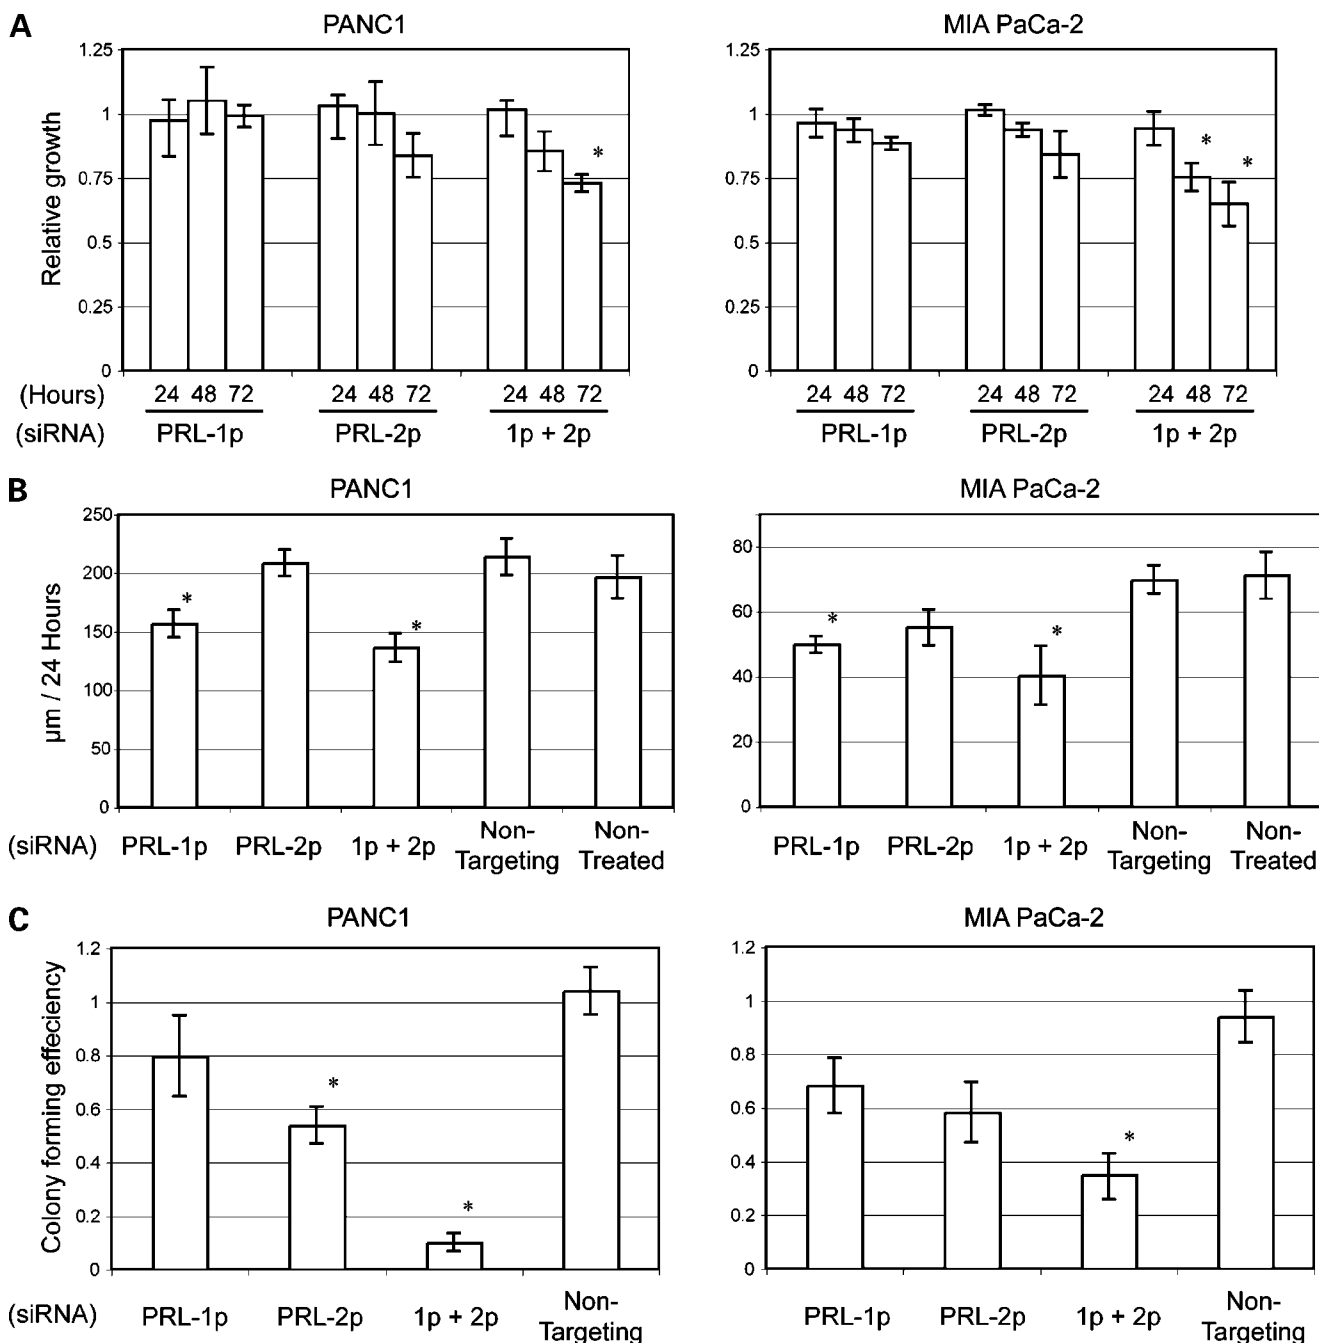 A
PANC1
MIA PaCa-2
Relative growth
1.25
1
0.75
0.5
0.25
0
*
1.25
1
0.75
0.5
0.25
0
* *
(Hours) 24 48 72 24 48 72 24 48 72 24 48 72 24 48 72 24 48 72
(siRNA) PRL-1p PRL-2p 1p + 2p PRL-1p PRL-2p 1p + 2p
B
PANC1
MIA PaCa-2
µm / 24 Hours
250
200
150
100
50
0
* *
80
60
40
20
0
* *
(siRNA) PRL-1p PRL-2p 1p + 2p Non-Targeting Non-Treated PRL-1p PRL-2p 1p + 2p Non-Targeting Non-Treated
C
PANC1
MIA PaCa-2
Colony forming effeciency
1.2
1
0.8
0.6
0.4
0.2
0
* *
1.2
1
0.8
0.6
0.4
0.2
0
*
(siRNA) PRL-1p PRL-2p 1p + 2p Non-Targeting PRL-1p PRL-2p 1p + 2p Non-Targeting